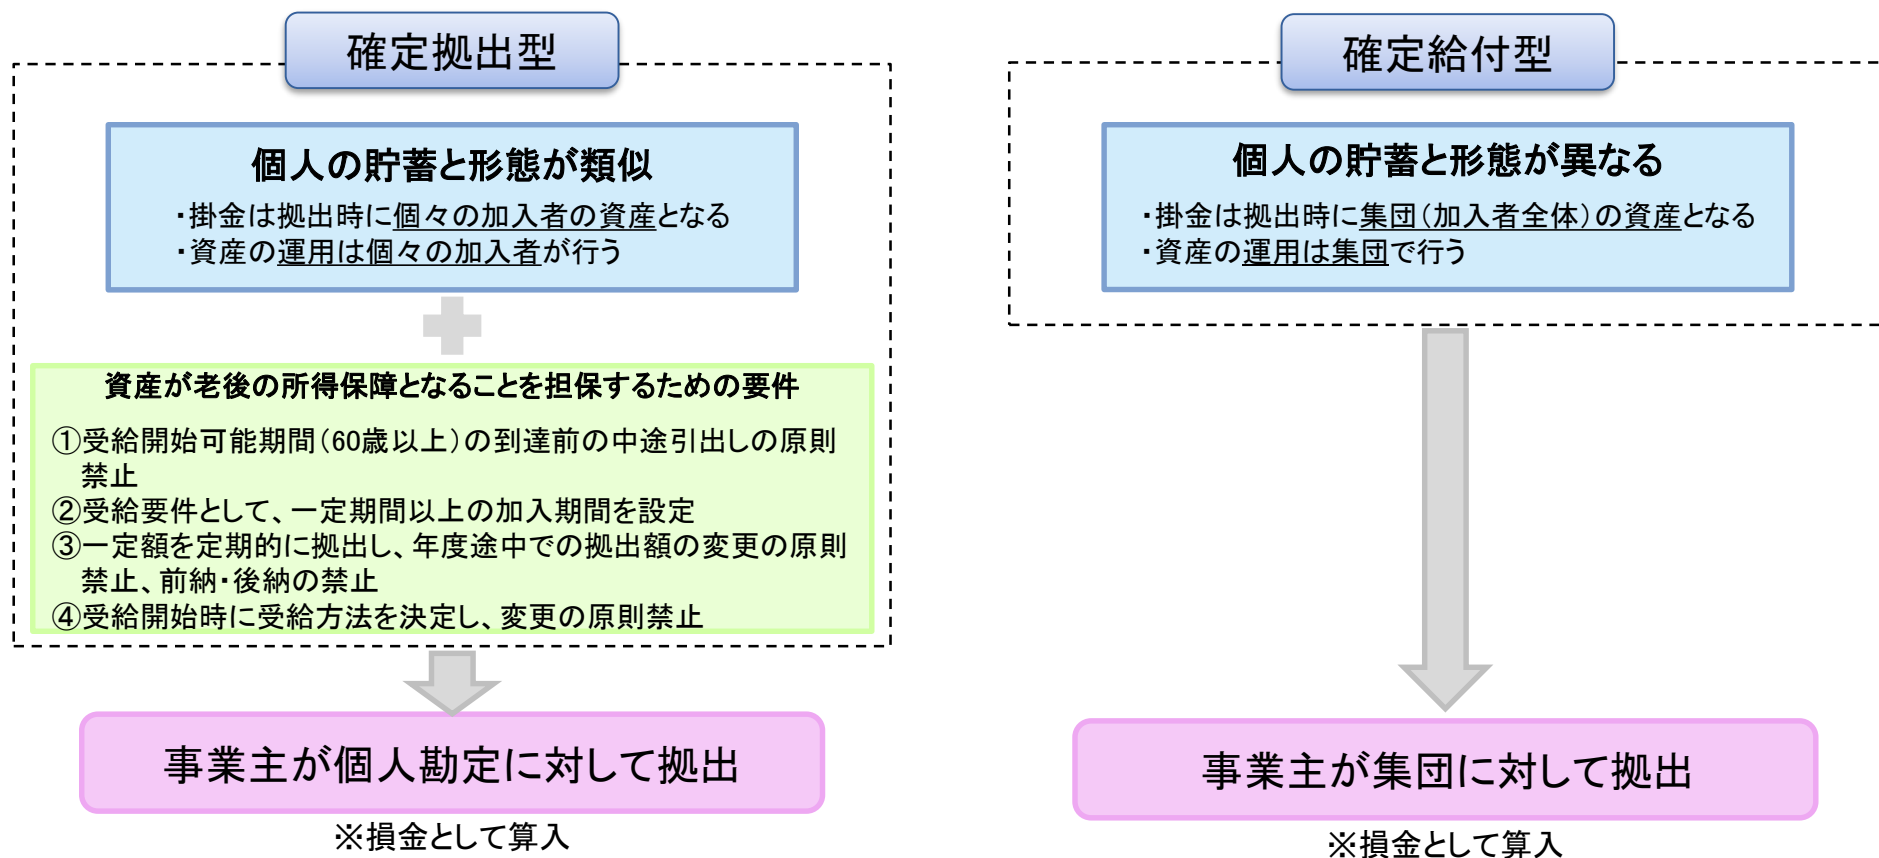 確定拠出型
個人の貯蓄と形態が類似
・掛金は拠出時に個々の加入者の資産となる
・資産の運用は個々の加入者が行う
資産が老後の所得保障となることを担保するための要件
①受給開始可能期間（60歳以上）の到達前の中途引出しの原則
禁止
②受給要件として、一定期間以上の加入期間を設定
③一定額を定期的に拠出し、年度途中での拠出額の変更の原則
禁止、前納・後納の禁止
④受給開始時に受給方法を決定し、変更の原則禁止
事業主が個人勘定に対して拠出
※損金として算入
確定給付型
個人の貯蓄と形態が異なる
・掛金は拠出時に集団（加入者全体）の資産となる
・資産の運用は集団で行う
事業主が集団に対して拠出
※損金として算入